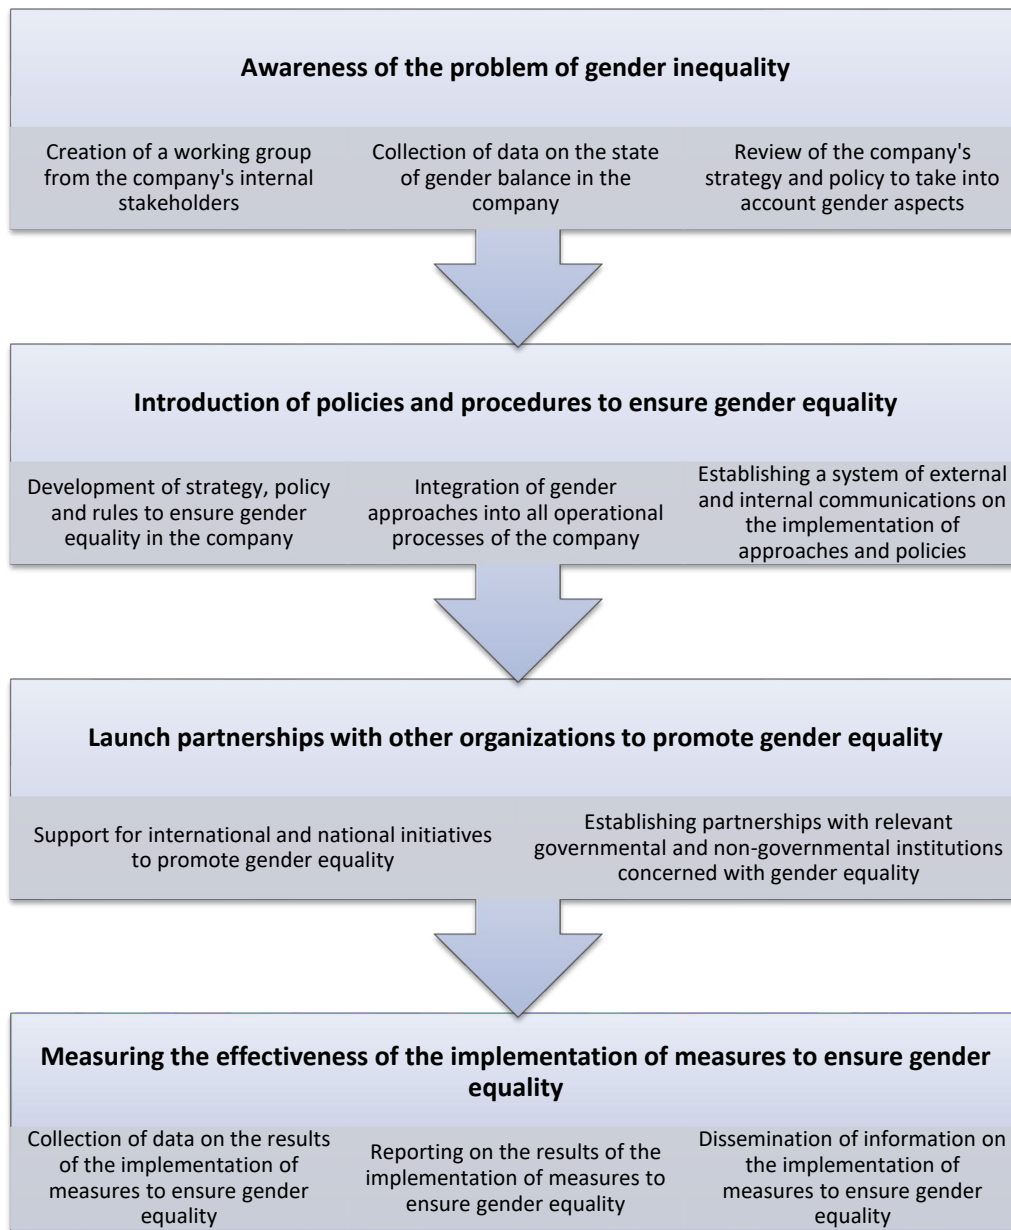 Awareness of the problem of gender inequality
Creation of a working group
from the company's internal
stakeholders
Collection of data on the state
of gender balance in the
company
Review of the company's
strategy and policy to take into
account gender aspects
Introduction of policies and procedures to ensure gender equality
Development of strategy, policy
and rules to ensure gender
equality in the company
Integration of gender
approaches into all operational
processes of the company
Establishing a system of external
and internal communications on
the implementation of
approaches and policies
Launch partnerships with other organizations to promote gender equality
Support for international and national initiatives
to promote gender equality
Establishing partnerships with relevant
governmental and non-governmental institutions
concerned with gender equality
Measuring the effectiveness of the implementation of measures to ensure gender
equality
Collection of data on the results
of the implementation of
measures to ensure gender
equality
Reporting on the results of the
implementation of measures to
ensure gender equality
Dissemination of information on
the implementation of
measures to ensure gender
equality